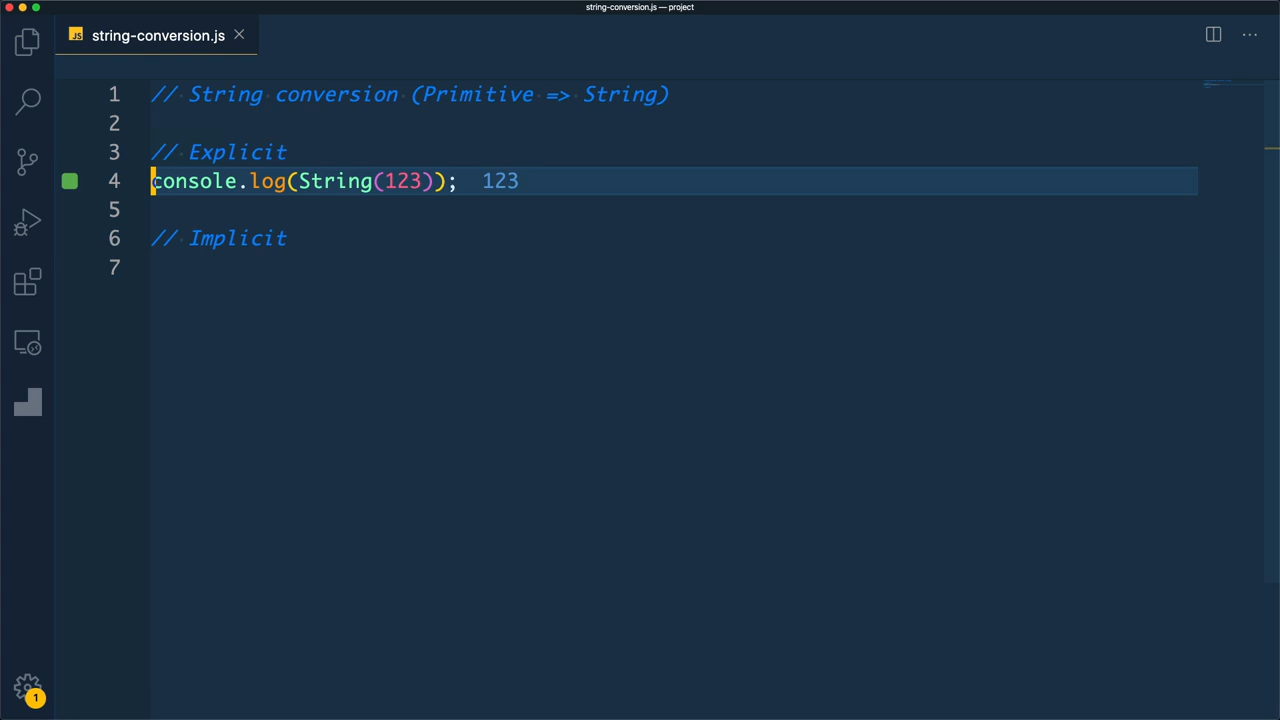 string-conversion.js — project
JS string-conversion.js
1 // String conversion (Primitive => String)
2
3 // Explicit
4 console.log(String(123)); 123
5
6 // Implicit
7
1